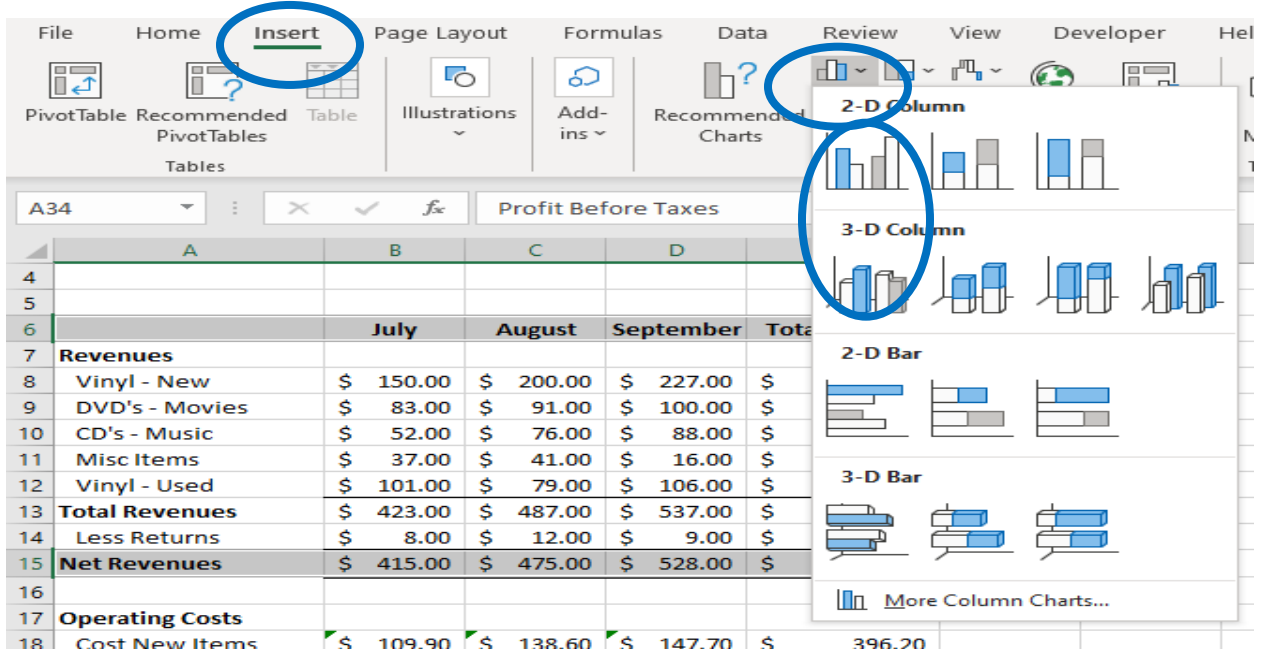 File Home Insert Page Layout Formulas Data Review View Developer Hel
PivotTable Recommended PivotTables Table
Tables
Illustrations
Add-ins
Recommended Charts
A34 fx Profit Before Taxes
2-D Column
3-D Column
2-D Bar
3-D Bar
More Column Charts...
A B C D
4
5
6 July August September Tota
7 Revenues
8 Vinyl - New $ 150.00 $ 200.00 $ 227.00 $
9 DVD's - Movies $ 83.00 $ 91.00 $ 100.00 $
10 CD's - Music $ 52.00 $ 76.00 $ 88.00 $
11 Misc Items $ 37.00 $ 41.00 $ 16.00 $
12 Vinyl - Used $ 101.00 $ 79.00 $ 106.00 $
13 Total Revenues $ 423.00 $ 487.00 $ 537.00 $
14 Less Returns $ 8.00 $ 12.00 $ 9.00 $
15 Net Revenues $ 415.00 $ 475.00 $ 528.00 $
16
17 Operating Costs
18 Cost New Items $ 109.90 $ 138.60 $ 147.70 $ 396.20